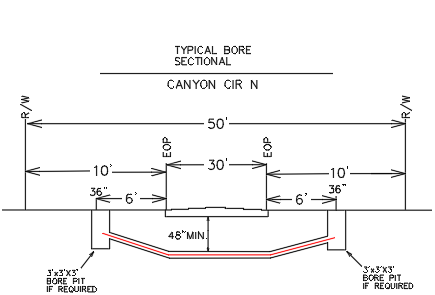 TYPICAL BORE
SECTIONAL
CANYON CIR N
R/W
R/W
50'
EOP
EOP
30'
10'
10'
36"
36"
6'
6'
48"MIN.
3'x3'X3'
BORE PIT
IF REQUIRED
3'x3'X3'
BORE PIT
IF REQUIRED